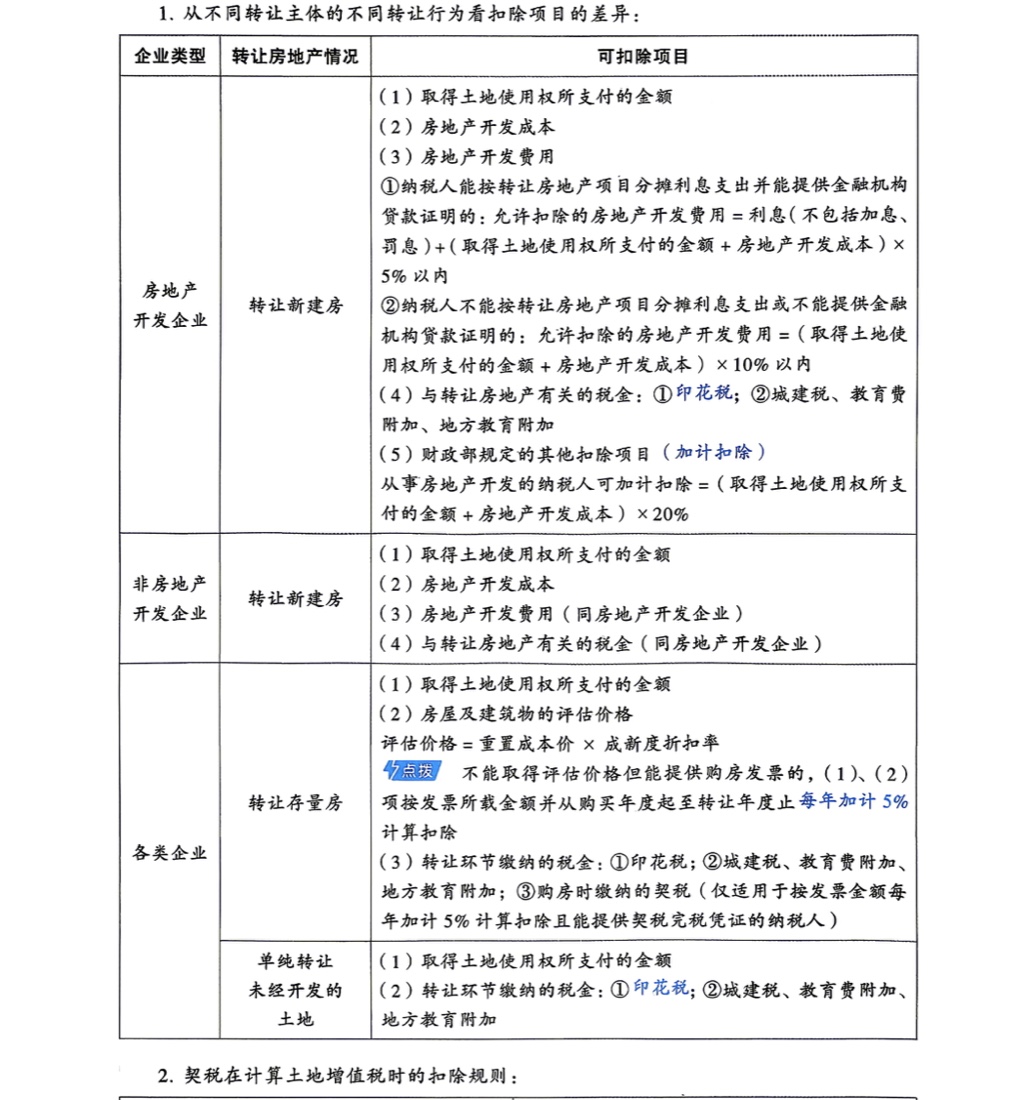 1. 从不同转让主体的不同转让行为看扣除项目的差异：
企业类型 转让房地产情况 可扣除项目
房地产
开发企业
转让新建房
（1）取得土地使用权所支付的金额
（2）房地产开发成本
（3）房地产开发费用
①纳税人能按转让房地产项目分摊利息支出并能提供金融机构
贷款证明的：允许扣除的房地产开发费用＝利息（不包括加息、
罚息）+（取得土地使用权所支付的金额＋房地产开发成本）×
5% 以内
②纳税人不能按转让房地产项目分摊利息支出或不能提供金融
机构贷款证明的：允许扣除的房地产开发费用＝（取得土地使
用权所支付的金额＋房地产开发成本）×10% 以内
（4）与转让房地产有关的税金：①印花税；②城建税、教育费
附加、地方教育附加
（5）财政部规定的其他扣除项目（加计扣除）
从事房地产开发的纳税人可加计扣除＝（取得土地使用权所支
付的金额＋房地产开发成本）×20%
非房地产
开发企业
转让新建房
（1）取得土地使用权所支付的金额
（2）房地产开发成本
（3）房地产开发费用（同房地产开发企业）
（4）与转让房地产有关的税金（同房地产开发企业）
各类企业
转让存量房
（1）取得土地使用权所支付的金额
（2）房屋及建筑物的评估价格
评估价格＝重置成本价 × 成新度折扣率
点拨 不能取得评估价格但能提供购房发票的，（1）、（2）
项按发票所载金额并从购买年度起至转让年度止每年加计 5%
计算扣除
（3）转让环节缴纳的税金：①印花税；②城建税、教育费附加、
地方教育附加；③购房时缴纳的契税（仅适用于按发票金额每
年加计 5% 计算扣除且能提供契税完税凭证的纳税人）
单纯转让
未经开发的
土地
（1）取得土地使用权所支付的金额
（2）转让环节缴纳的税金：①印花税；②城建税、教育费附加、
地方教育附加
2. 契税在计算土地增值税时的扣除规则：